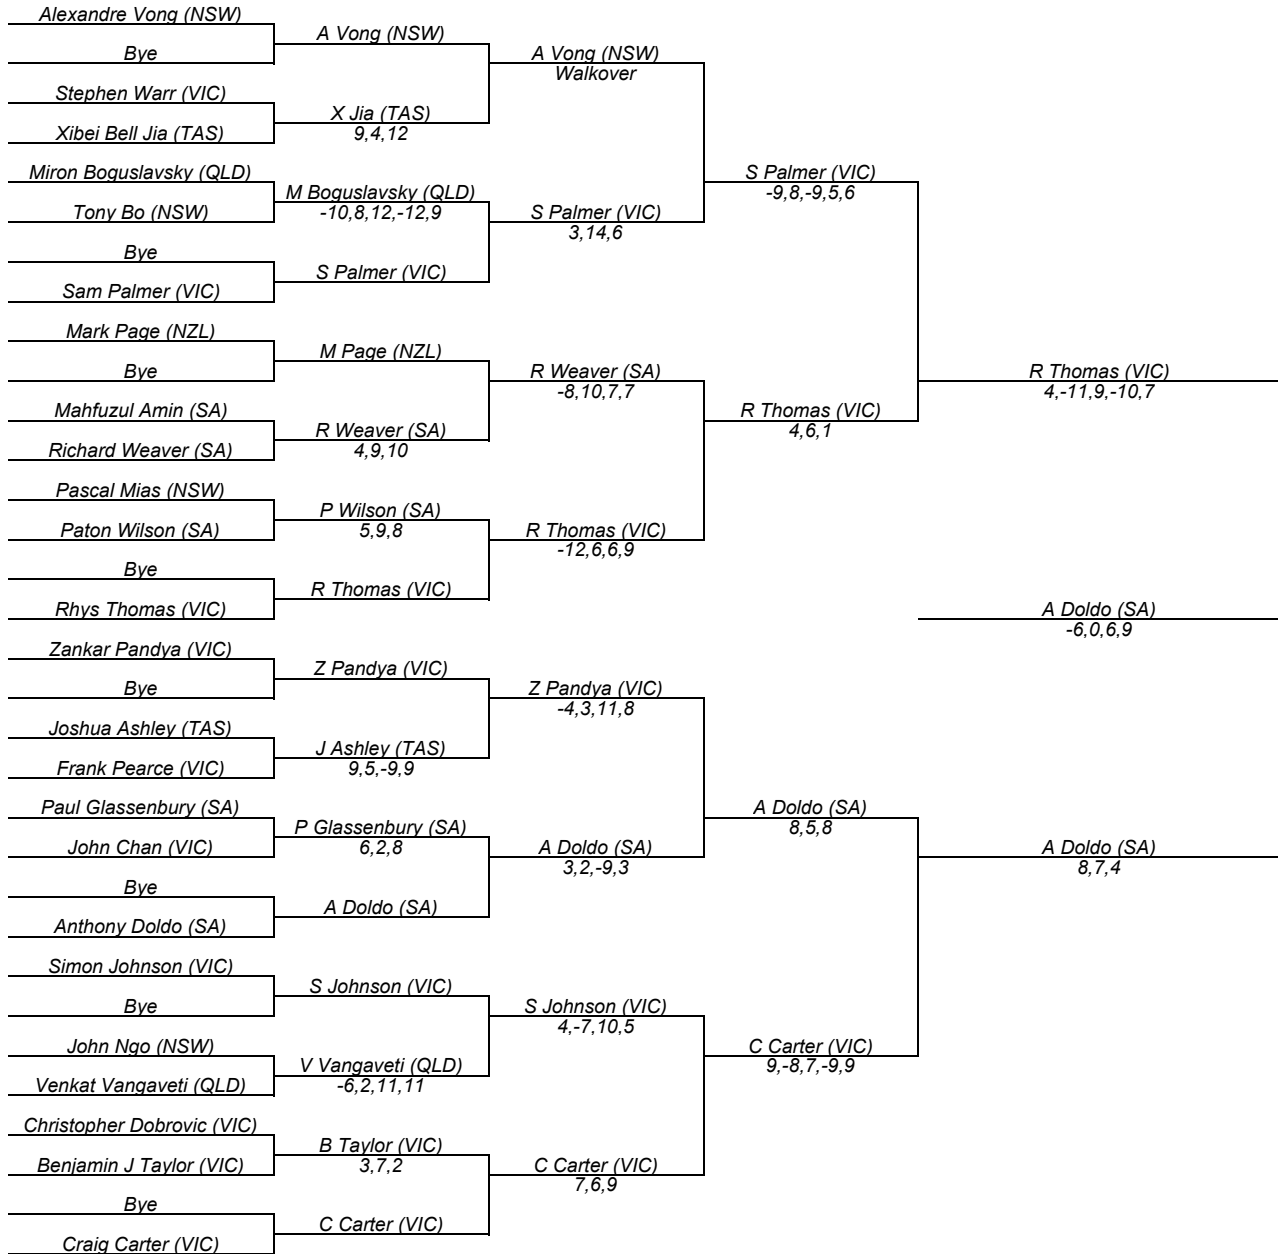 Alexandre Vong (NSW)
Bye
Stephen Warr (VIC)
Xibei Bell Jia (TAS)
Miron Boguslavsky (QLD)
Tony Bo (NSW)
Bye
Sam Palmer (VIC)
Mark Page (NZL)
Bye
Mahfuzul Amin (SA)
Richard Weaver (SA)
Pascal Mias (NSW)
Paton Wilson (SA)
Bye
Rhys Thomas (VIC)
Zankar Pandya (VIC)
Bye
Joshua Ashley (TAS)
Frank Pearce (VIC)
Paul Glassenbury (SA)
John Chan (VIC)
Bye
Anthony Doldo (SA)
Simon Johnson (VIC)
Bye
John Ngo (NSW)
Venkat Vangaveti (QLD)
Christopher Dobrovic (VIC)
Benjamin J Taylor (VIC)
Bye
Craig Carter (VIC)
A Vong (NSW)
X Jia (TAS)
9,4,12
M Boguslavsky (QLD)
-10,8,12,-12,9
S Palmer (VIC)
M Page (NZL)
R Weaver (SA)
4,9,10
P Wilson (SA)
5,9,8
R Thomas (VIC)
Z Pandya (VIC)
J Ashley (TAS)
9,5,-9,9
P Glassenbury (SA)
6,2,8
A Doldo (SA)
S Johnson (VIC)
V Vangaveti (QLD)
-6,2,11,11
B Taylor (VIC)
3,7,2
C Carter (VIC)
A Vong (NSW)
Walkover
S Palmer (VIC)
3,14,6
R Weaver (SA)
-8,10,7,7
R Thomas (VIC)
-12,6,6,9
Z Pandya (VIC)
-4,3,11,8
A Doldo (SA)
3,2,-9,3
S Johnson (VIC)
4,-7,10,5
C Carter (VIC)
7,6,9
S Palmer (VIC)
-9,8,-9,5,6
R Thomas (VIC)
4,6,1
A Doldo (SA)
8,5,8
C Carter (VIC)
9,-8,7,-9,9
R Thomas (VIC)
4,-11,9,-10,7
A Doldo (SA)
-6,0,6,9
A Doldo (SA)
8,7,4